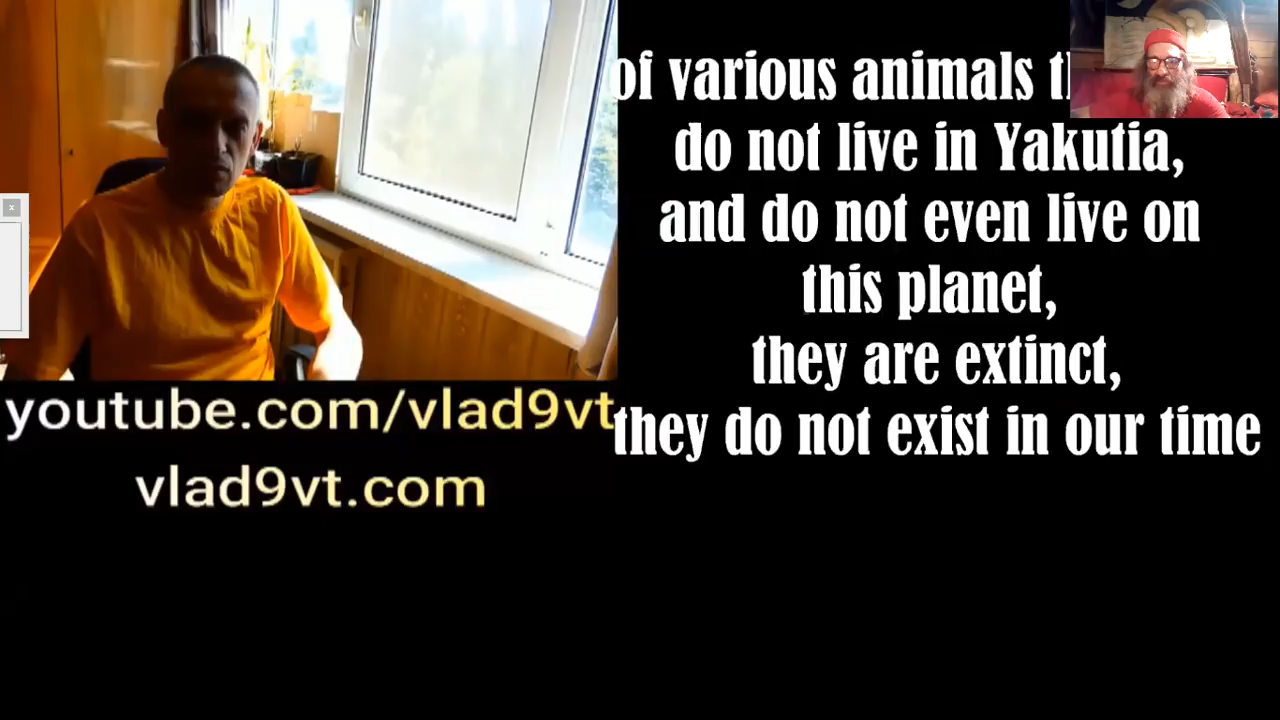 of various animals
do not live in Yakutia,
and do not even live on
this planet,
they are extinct,
they do not exist in our time
youtube.com/vlad9vt
vlad9vt.com